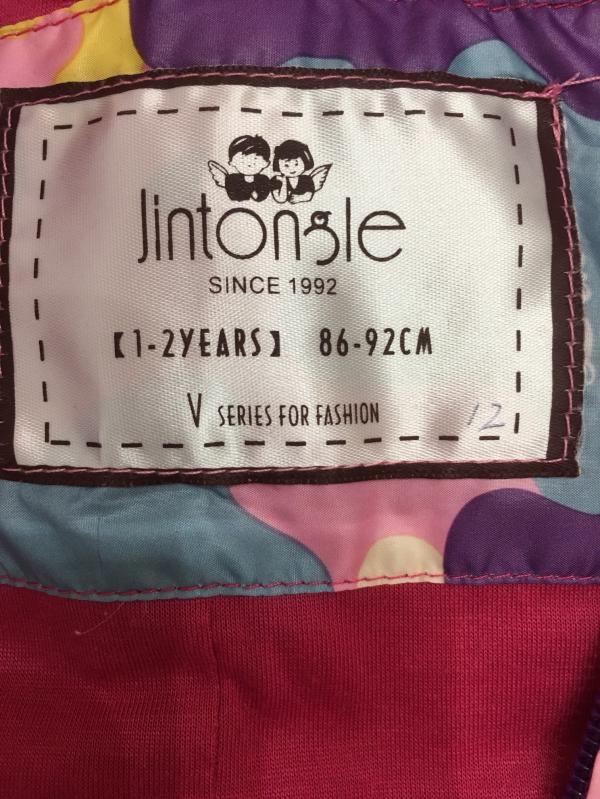 Jintongle
SINCE 1992
【1-2YEARS】 86-92CM
V SERIES FOR FASHION 12